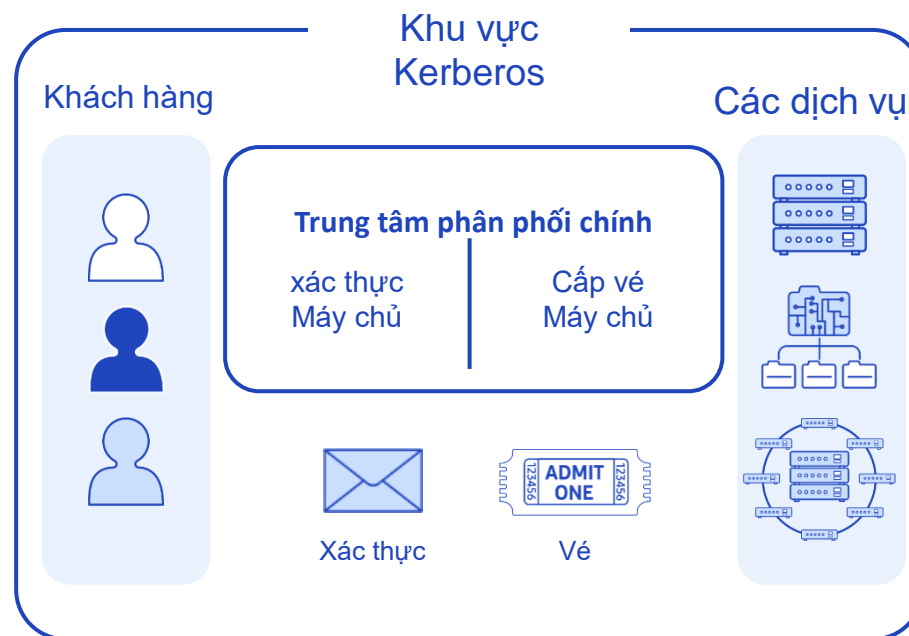 Khu vực
Kerberos
Khách hàng
Các dịch vụ
Trung tâm phân phối chính
xác thực
Máy chủ
Cấp vé
Máy chủ
123456
ADMIT
ONE
123456
Xác thực
Vé